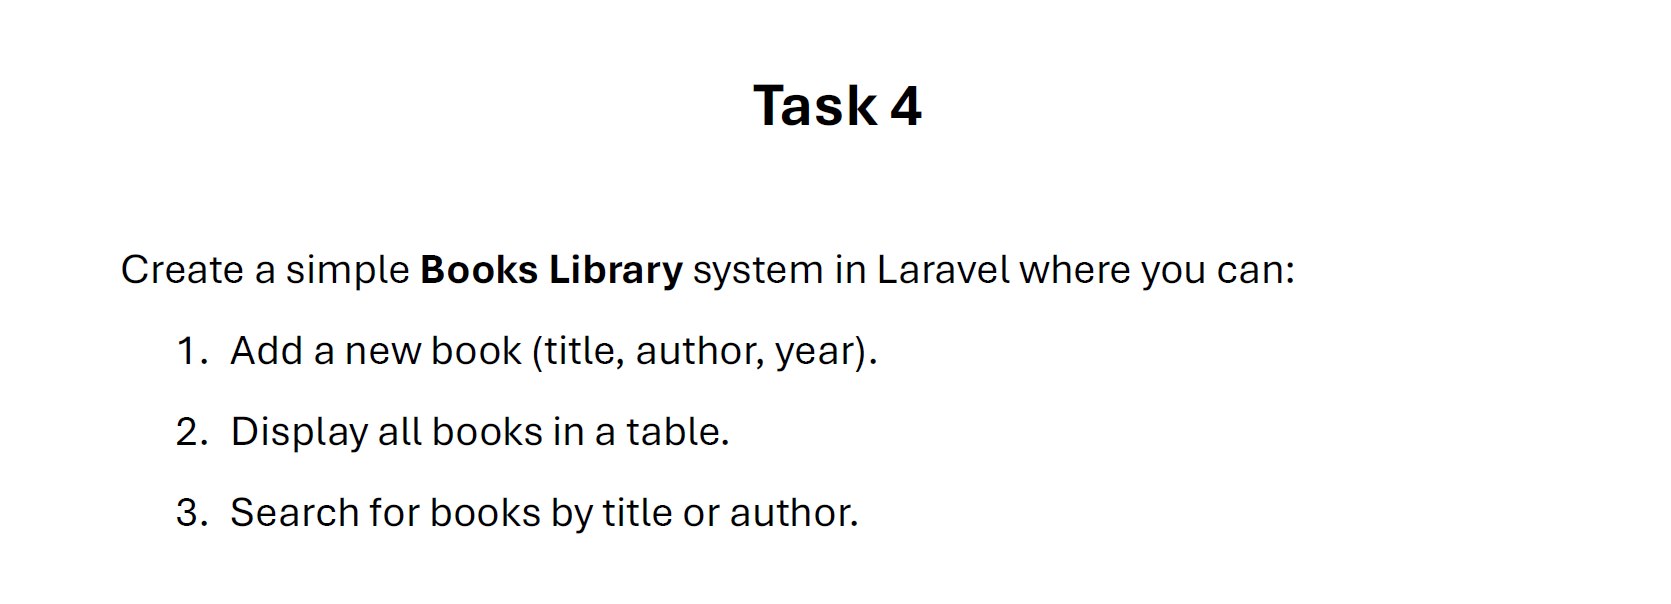 Task 4
Create a simple Books Library system in Laravel where you can:
1. Add a new book (title, author, year).
2. Display all books in a table.
3. Search for books by title or author.